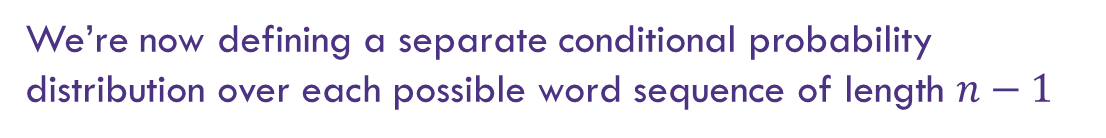 We're now defining a separate conditional probability
distribution over each possible word sequence of length n − 1